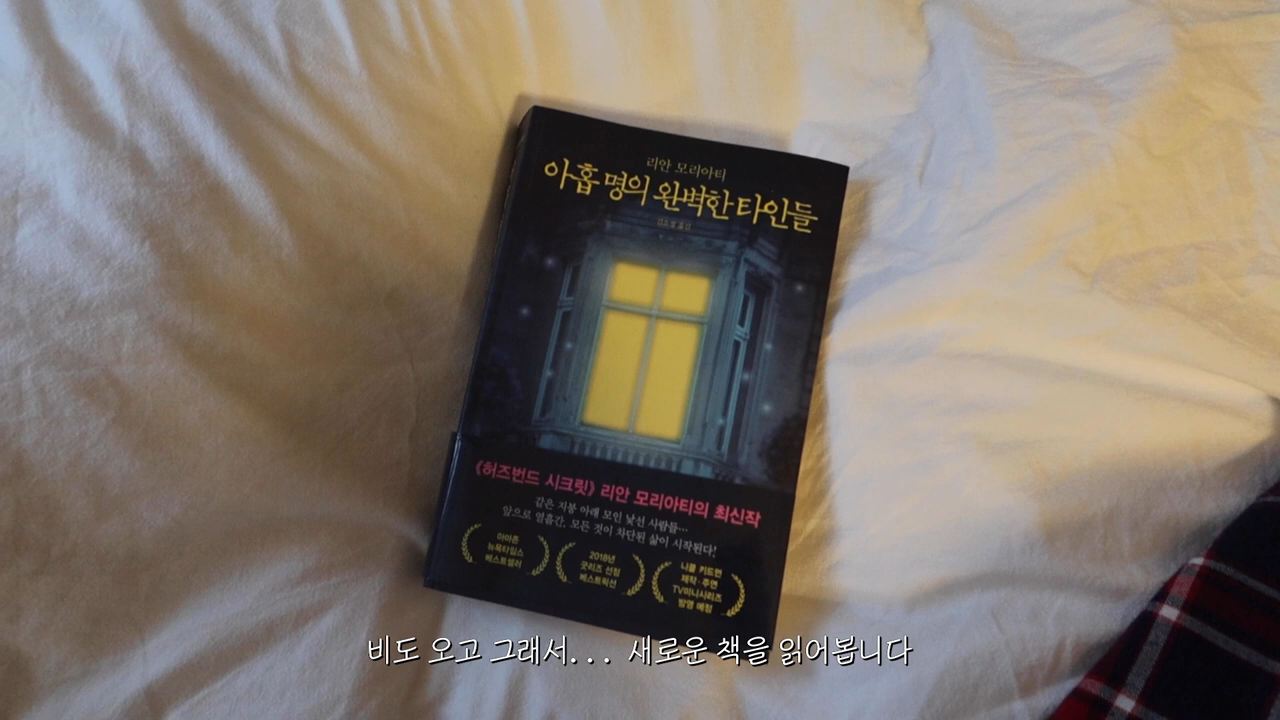 리안 모리아티
아홉 명의 완벽한 타인들
옮김
《허즈번드 시크릿》 리안 모리아티의 최신작
같은 지붕 아래 모인 낯선 사람들…
앞으로 열흘간, 모든 것이 차단된 삶이 시작된다!
아마존
뉴욕타임스
베스트셀러
2018년
굿리즈 선정
베스트픽션
니콜 키드먼
제작·주연
TV미니시리즈
방영 예정
비도 오고 그래서... 새로운 책을 읽어봅니다